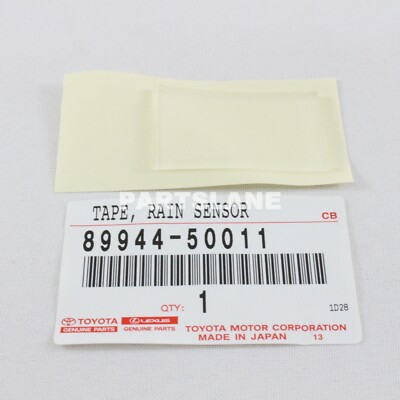 PARTSLANE
TAPE, RAIN SENSOR
CB
89944-50011
QTY: 1
1D28
TOYOTA LEXUS
GENUINE PARTS GENUINE PARTS
TOYOTA MOTOR CORPORATION
MADE IN JAPAN 13